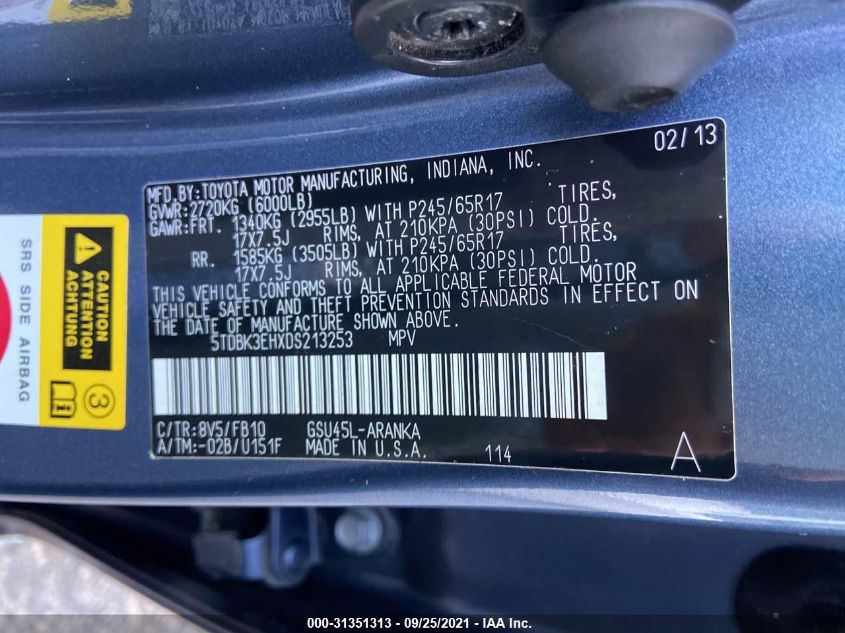 02/13
MFD.BY:TOYOTA MOTOR MANUFACTURING, INDIANA, INC.
GVWR:2720KG (6000LB)
GAWR:FRT. 1340KG (2955LB) WITH P245/65R17 TIRES,
17X7.5J RIMS, AT 210KPA (30PSI) COLD.
RR. 1585KG (3505LB) WITH P245/65R17 TIRES,
17X7.5J RIMS, AT 210KPA (30PSI) COLD.
THIS VEHICLE CONFORMS TO ALL APPLICABLE FEDERAL MOTOR
VEHICLE SAFETY AND THEFT PREVENTION STANDARDS IN EFFECT ON
THE DATE OF MANUFACTURE SHOWN ABOVE.
5TDBK3EHXDS213253 MPV
C/TR:8V5/FB10 GSU45L-ARANKA
A/TM:-02B/U151F MADE IN U.S.A. 114 A
CAUTION
ATTENTION
ACHTUNG
SRS SIDE AIRBAG
i
3
000-31351313 - 09/25/2021 - IAA Inc.